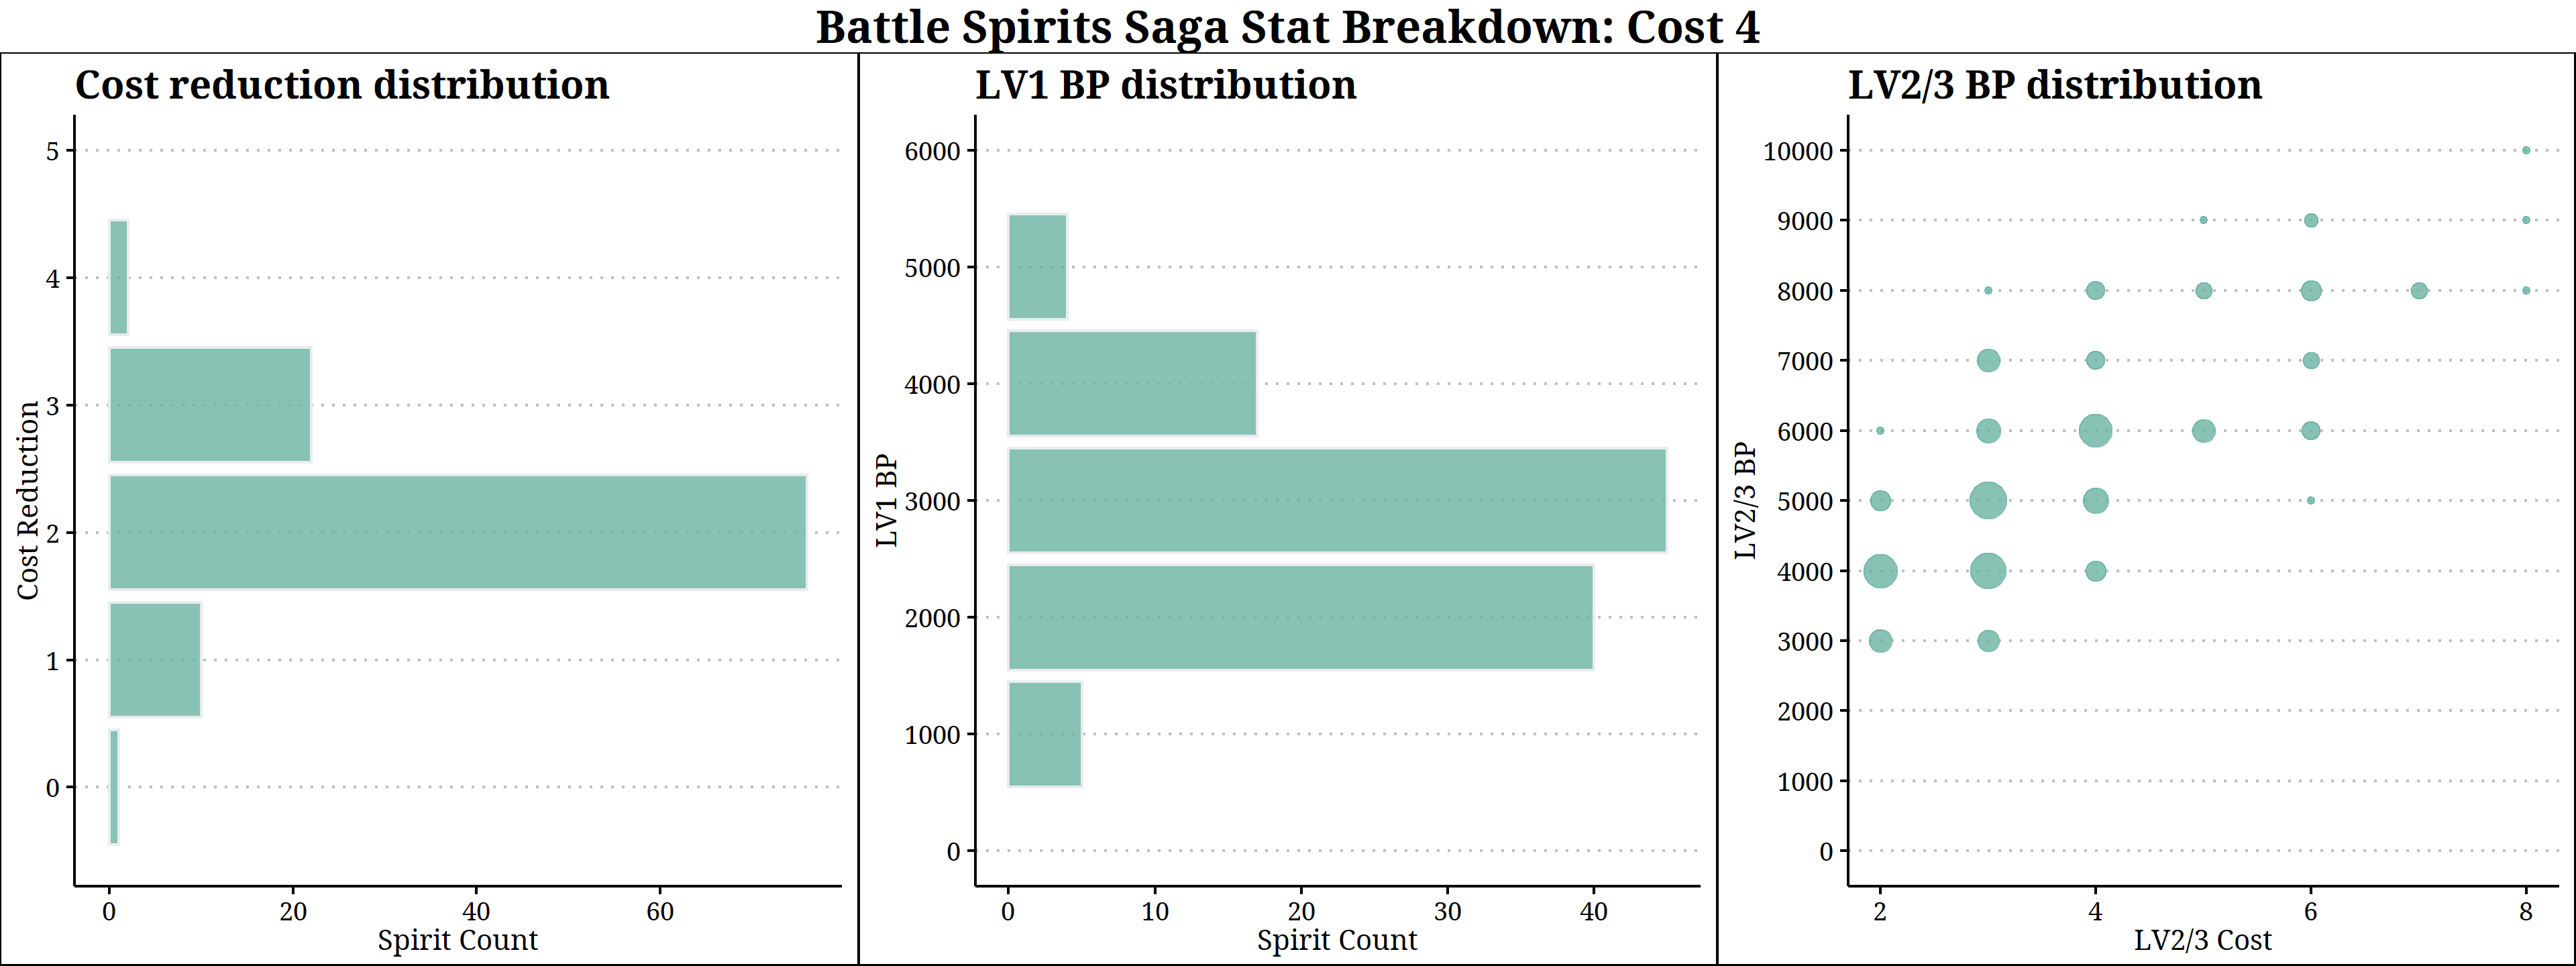 Battle Spirits Saga Stat Breakdown: Cost 4
Cost reduction distribution
Cost Reduction
5
4
3
2
1
0
0 20 40 60
Spirit Count
LV1 BP distribution
LV1 BP
6000
5000
4000
3000
2000
1000
0
0 10 20 30 40
Spirit Count
LV2/3 BP distribution
LV2/3 BP
10000
9000
8000
7000
6000
5000
4000
3000
2000
1000
0
2 4 6 8
LV2/3 Cost